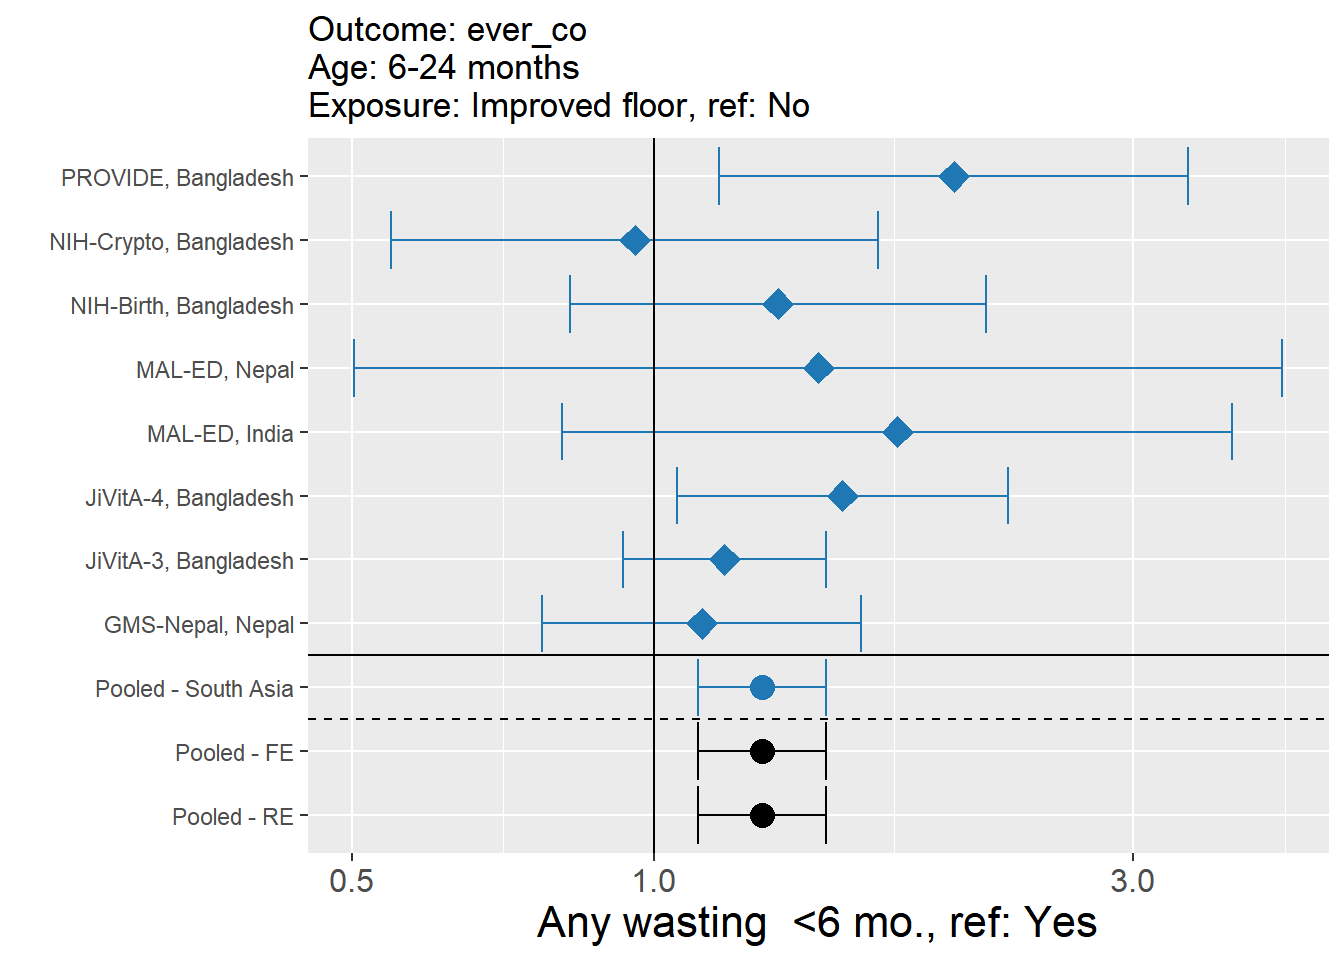 Outcome: ever_co
Age: 6-24 months
Exposure: Improved floor, ref: No
PROVIDE, Bangladesh
NIH-Crypto, Bangladesh
NIH-Birth, Bangladesh
MAL-ED, Nepal
MAL-ED, India
JiVitA-4, Bangladesh
JiVitA-3, Bangladesh
GMS-Nepal, Nepal
Pooled - South Asia
Pooled - FE
Pooled - RE
0.5 1.0 3.0
Any wasting  <6 mo., ref: Yes